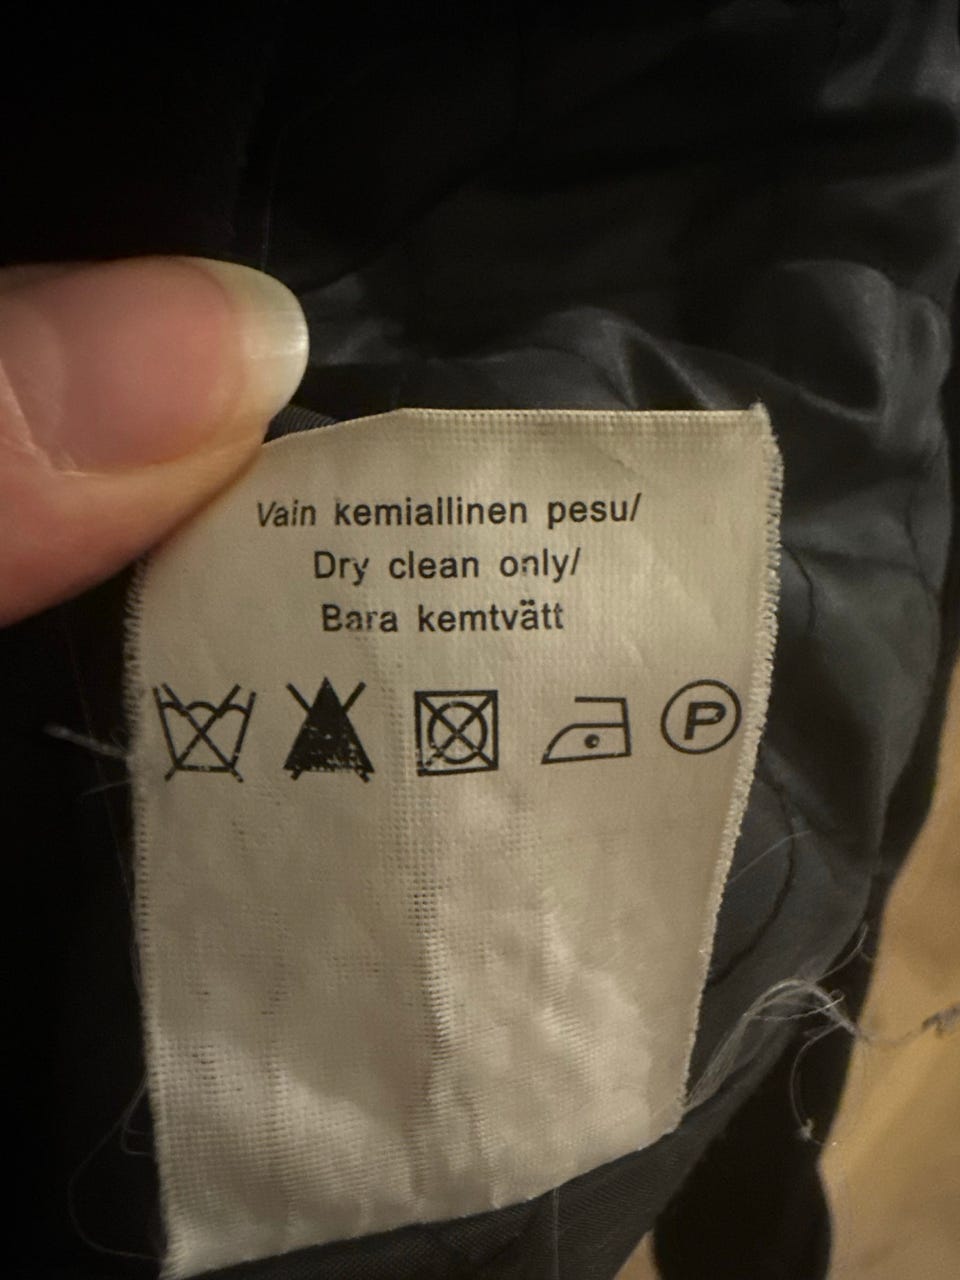 Vain kemiallinen pesu/
Dry clean only/
Bara kemtvätt
P